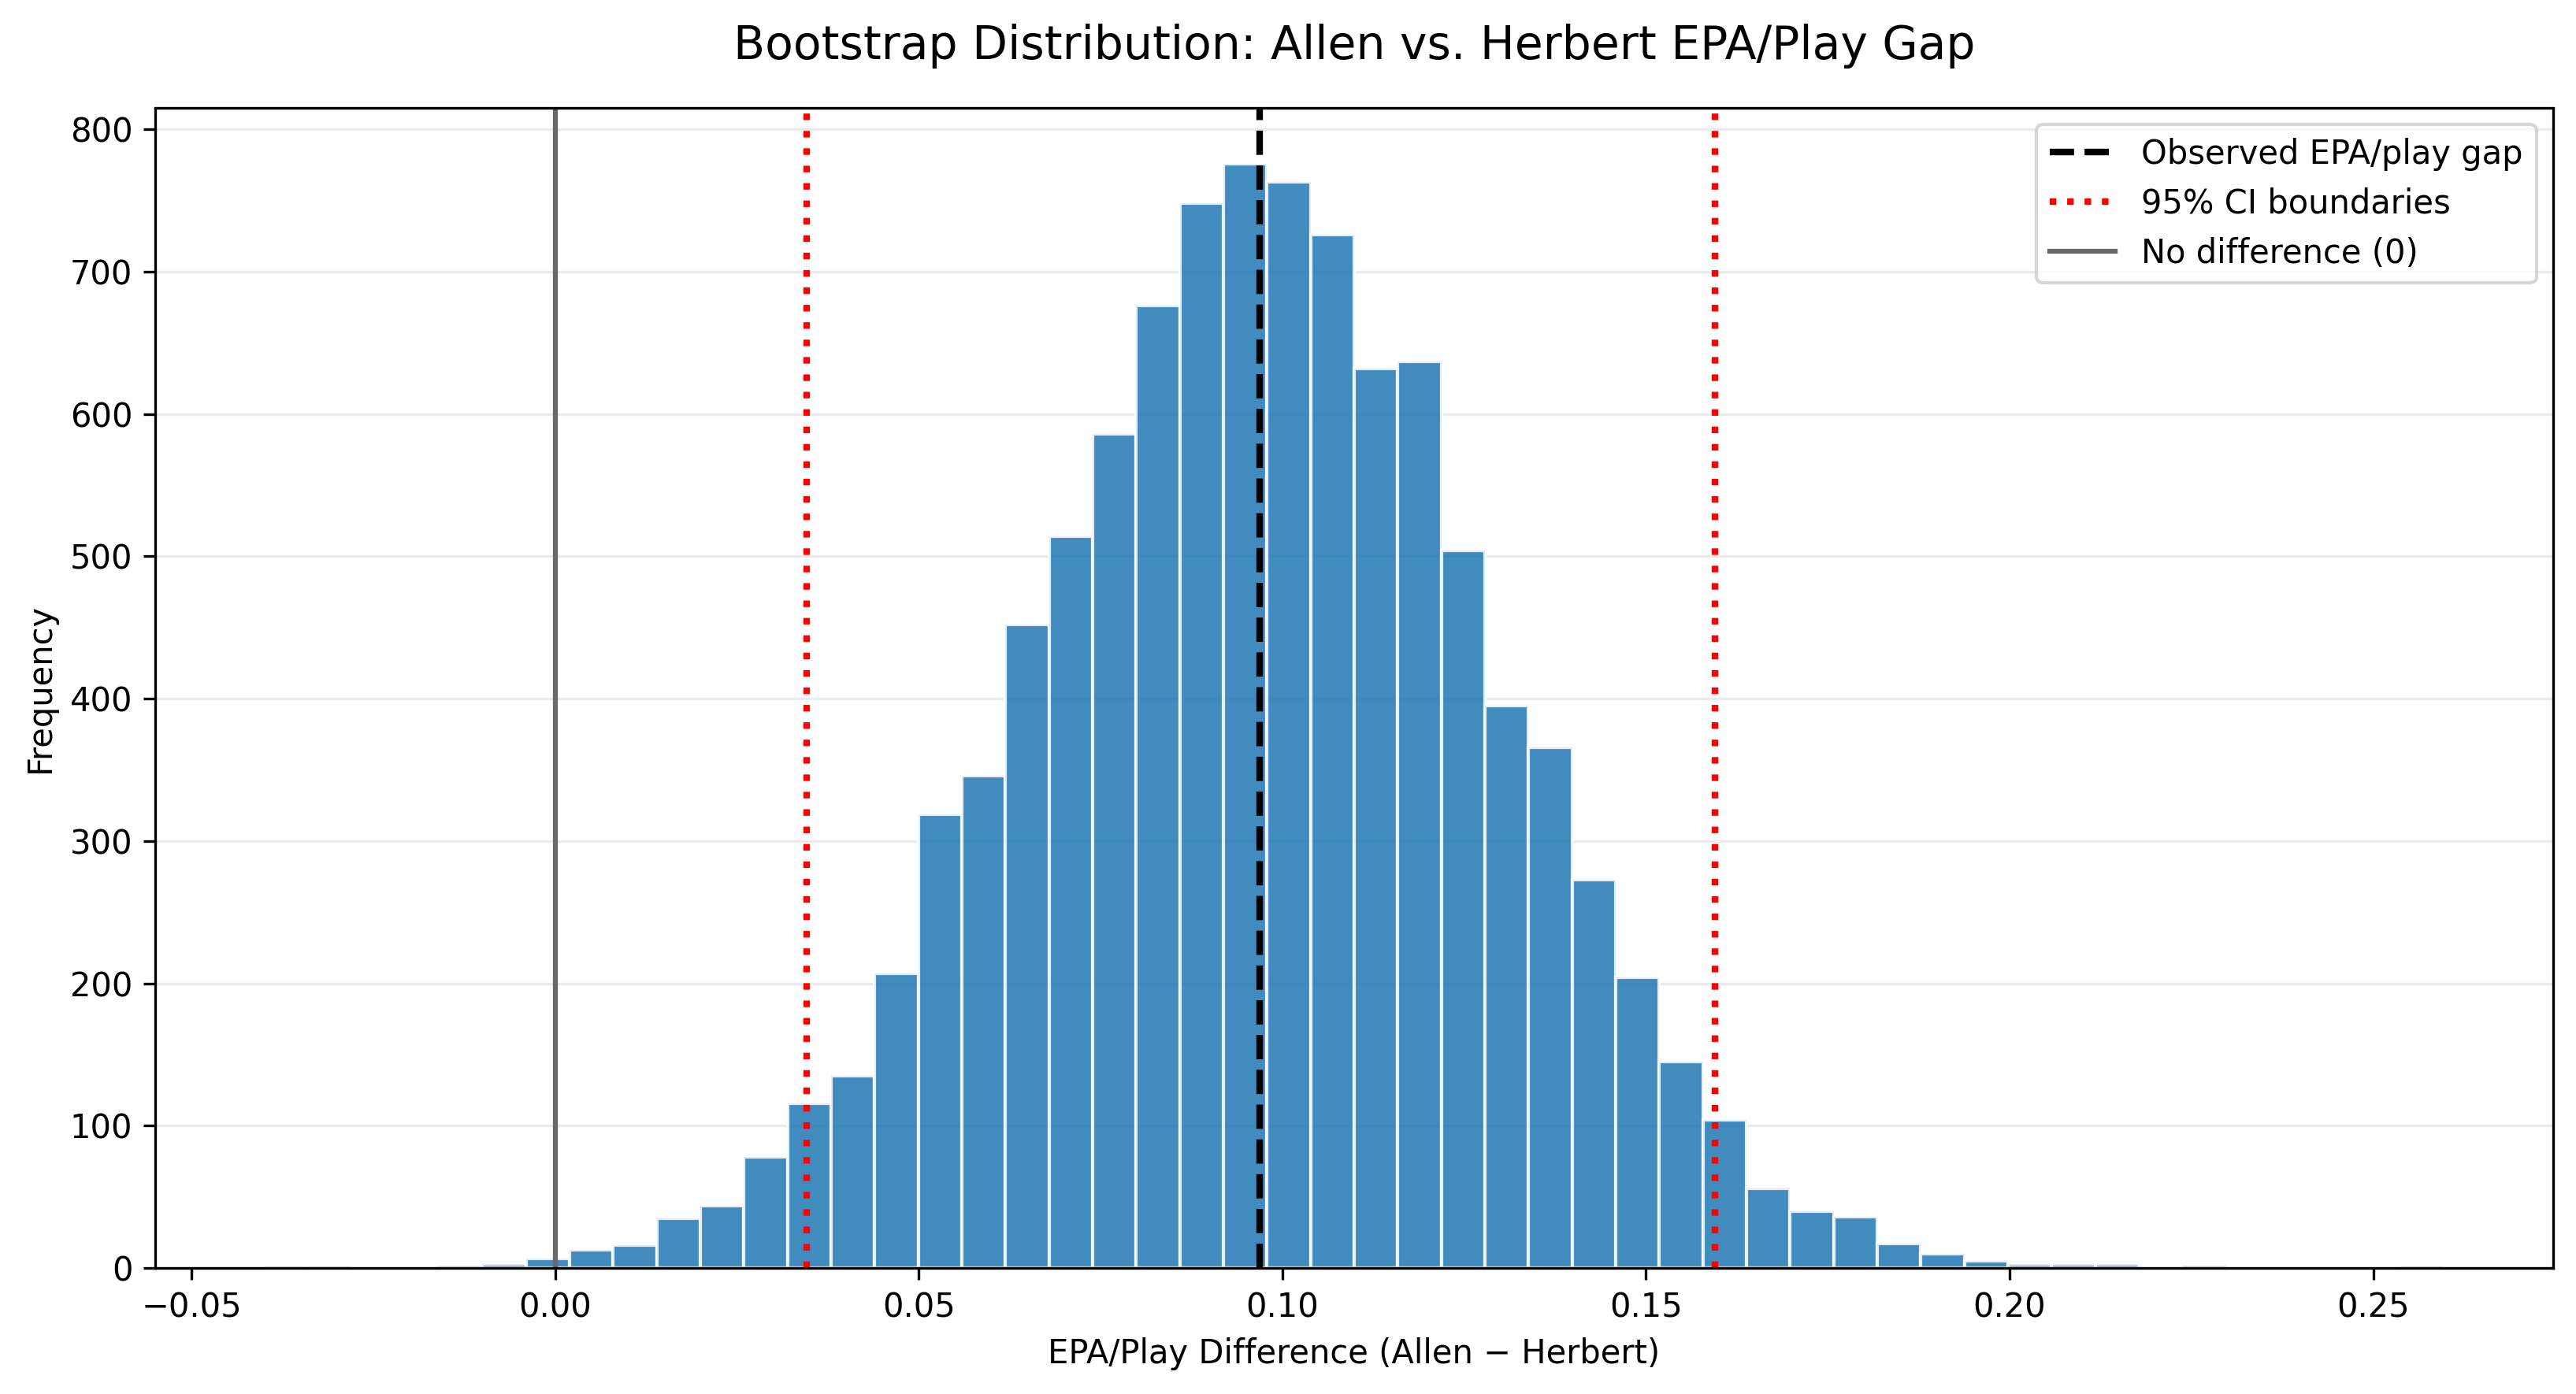 Bootstrap Distribution: Allen vs. Herbert EPA/Play Gap
Observed EPA/play gap
95% CI boundaries
No difference (0)
Frequency
800
700
600
500
400
300
200
100
0
−0.05 0.00 0.05 0.10 0.15 0.20 0.25
EPA/Play Difference (Allen − Herbert)